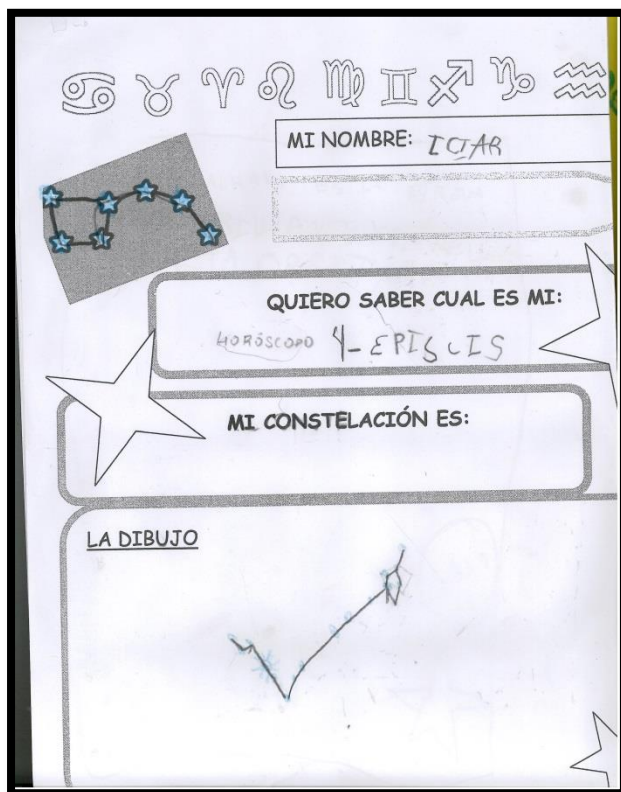 ♋ ♉ ♈ ♌ ♍ ♊ ♐ ♑ ♒
MI NOMBRE: ICIAR
QUIERO SABER CUAL ES MI:
HORÓSCOPO Y-EPISCIS
MI CONSTELACIÓN ES:
LA DIBUJO